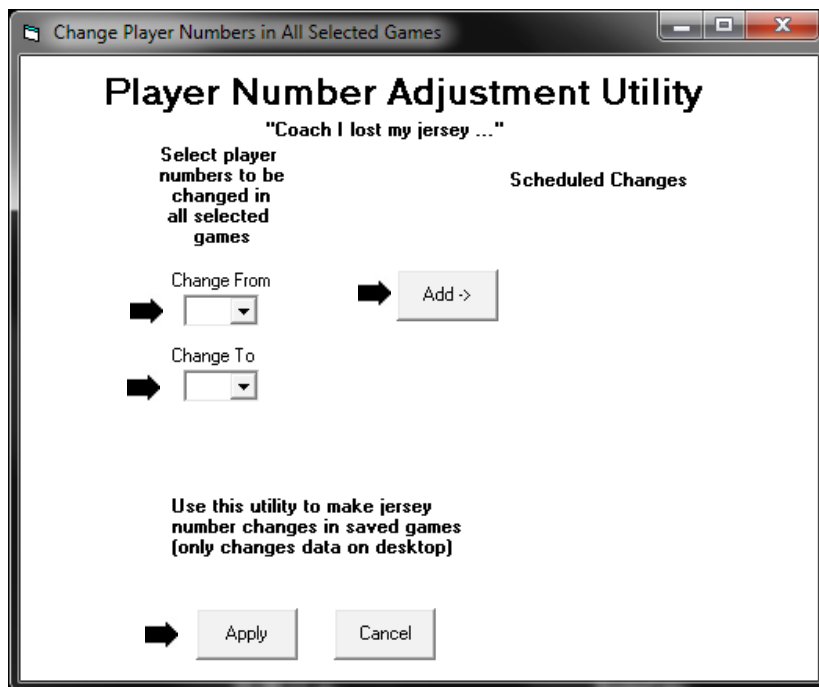 Change Player Numbers in All Selected Games
Player Number Adjustment Utility
"Coach I lost my jersey ..."
Select player
numbers to be
changed in
all selected
games
Scheduled Changes
Change From
Add ->
Change To
Use this utility to make jersey
number changes in saved games
(only changes data on desktop)
Apply
Cancel